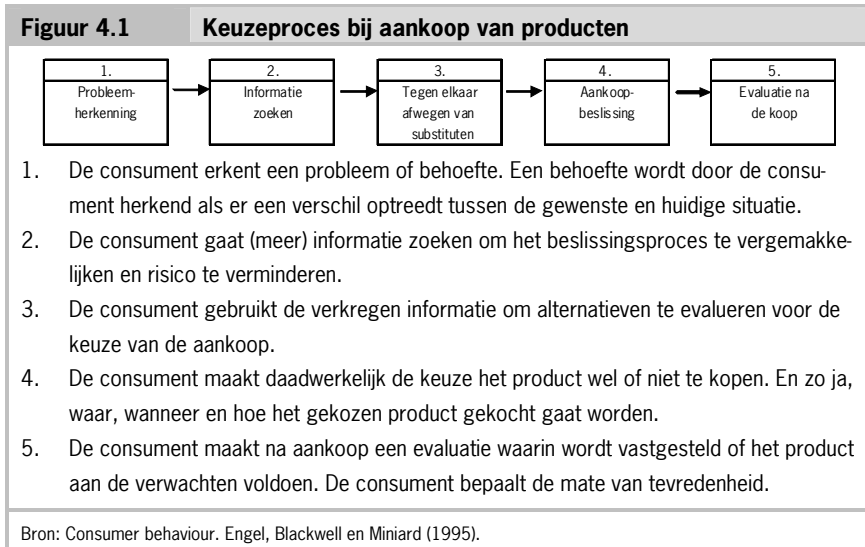 Figuur 4.1 Keuzeproces bij aankoop van producten
1.
Probleem-
herkenning
2.
Informatie
zoeken
3.
Tegen elkaar
afwegen van
substituten
4.
Aankoop-
beslissing
5.
Evaluatie na
de koop
1. De consument erkent een probleem of behoefte. Een behoefte wordt door de consu-
ment herkend als er een verschil optreedt tussen de gewenste en huidige situatie.
2. De consument gaat (meer) informatie zoeken om het beslissingsproces te vergemakke-
lijken en risico te verminderen.
3. De consument gebruikt de verkregen informatie om alternatieven te evalueren voor de
keuze van de aankoop.
4. De consument maakt daadwerkelijk de keuze het product wel of niet te kopen. En zo ja,
waar, wanneer en hoe het gekozen product gekocht gaat worden.
5. De consument maakt na aankoop een evaluatie waarin wordt vastgesteld of het product
aan de verwachten voldoen. De consument bepaalt de mate van tevredenheid.
Bron: Consumer behaviour. Engel, Blackwell en Miniard (1995).